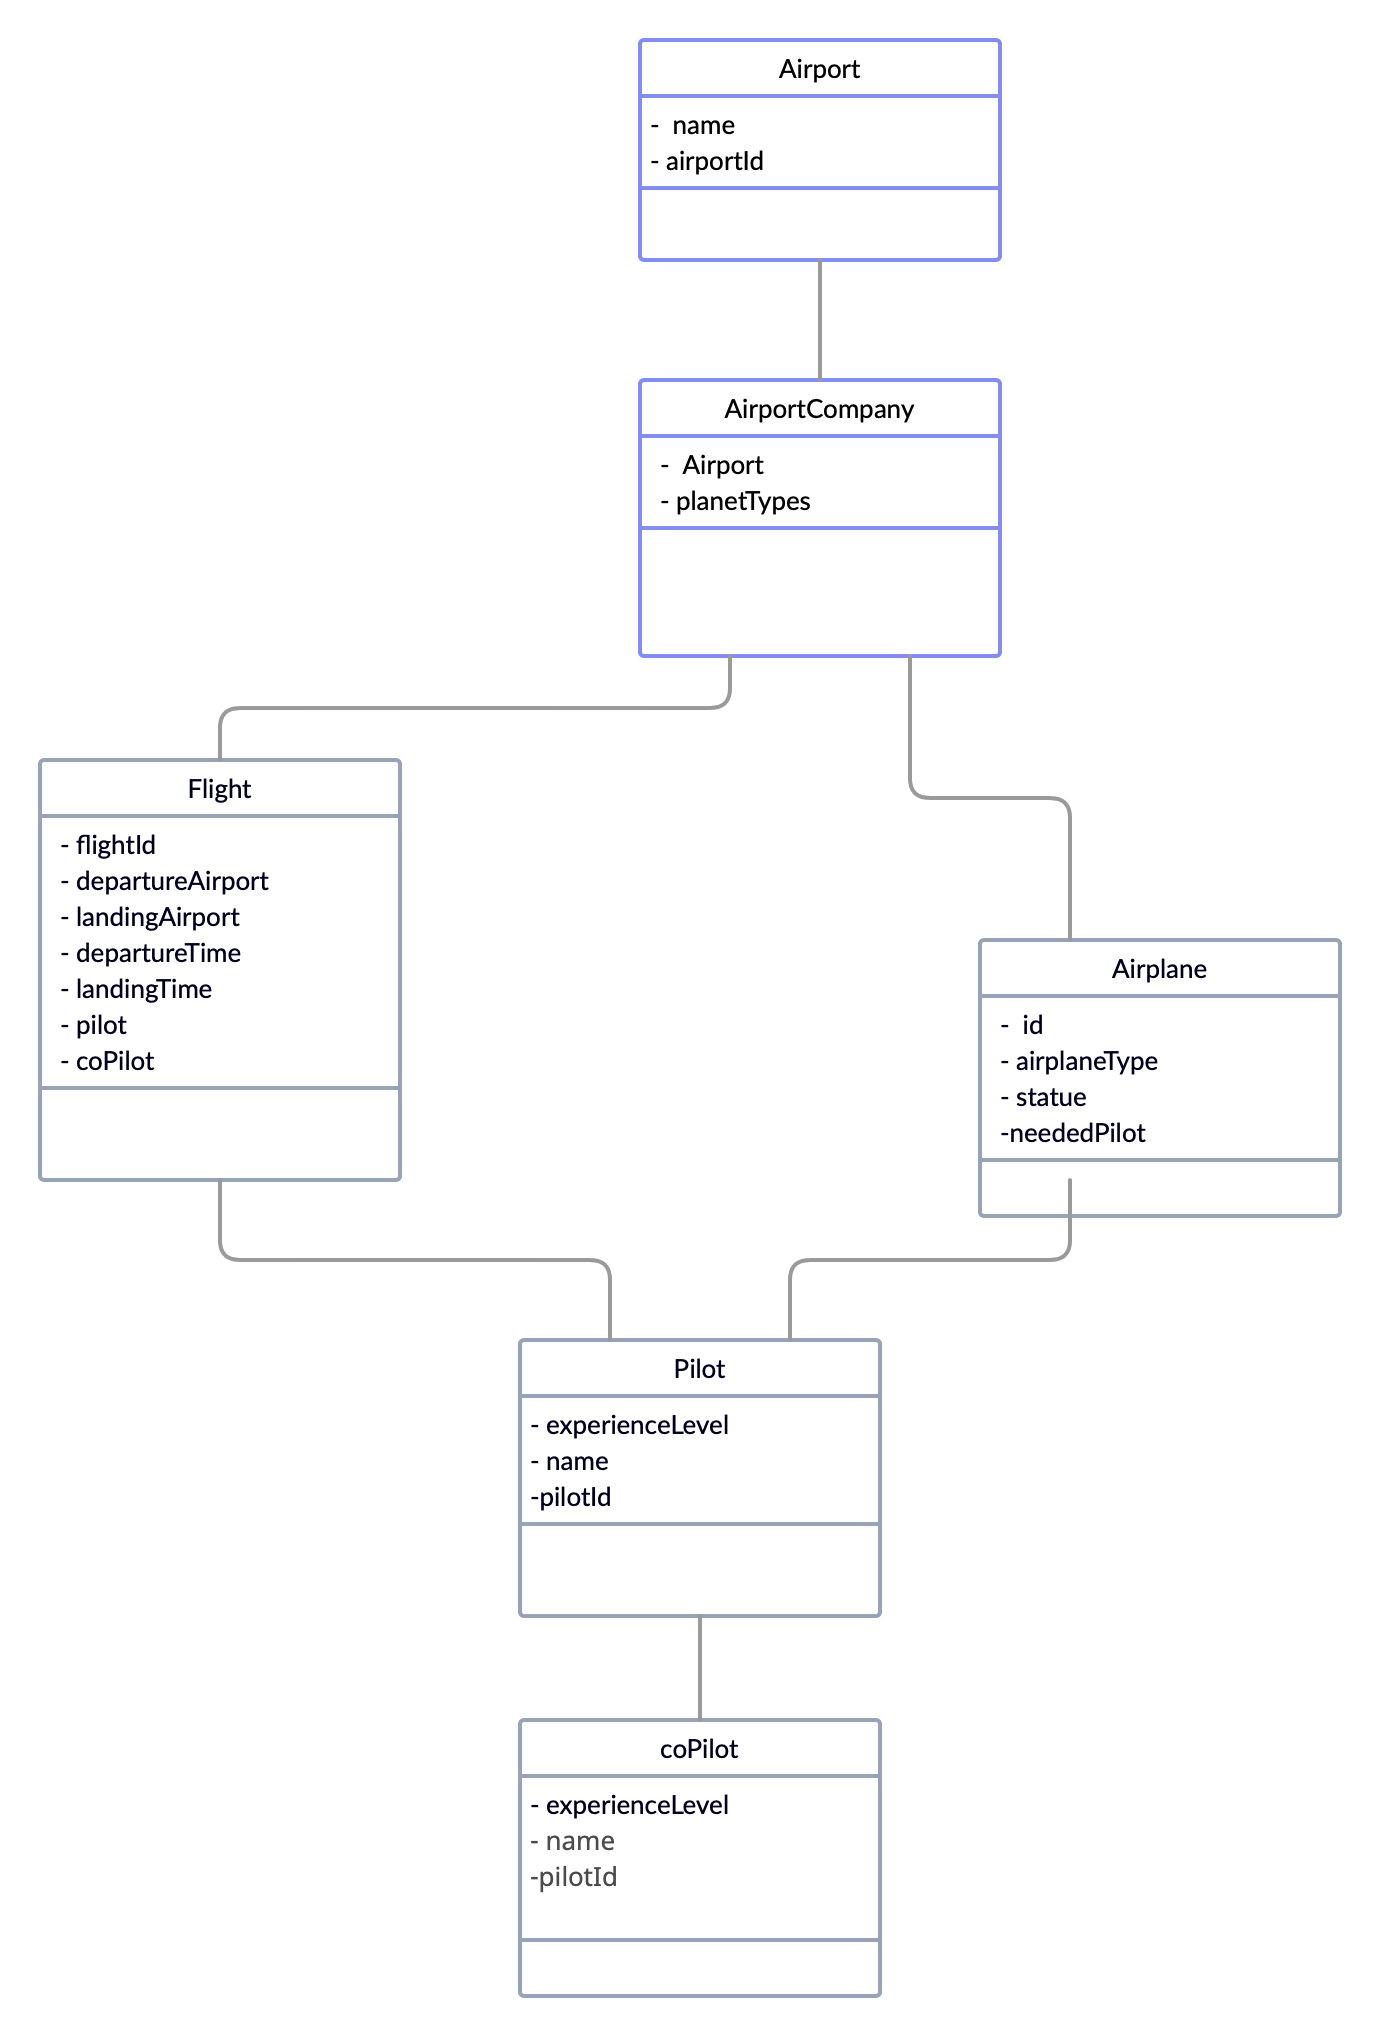 Airport
- name
- airportId
AirportCompany
- Airport
- planetTypes
Flight
- flightId
- departureAirport
- landingAirport
- departureTime
- landingTime
- pilot
- coPilot
Airplane
- id
- airplaneType
- statue
-neededPilot
Pilot
- experienceLevel
- name
-pilotId
coPilot
- experienceLevel
- name
-pilotId